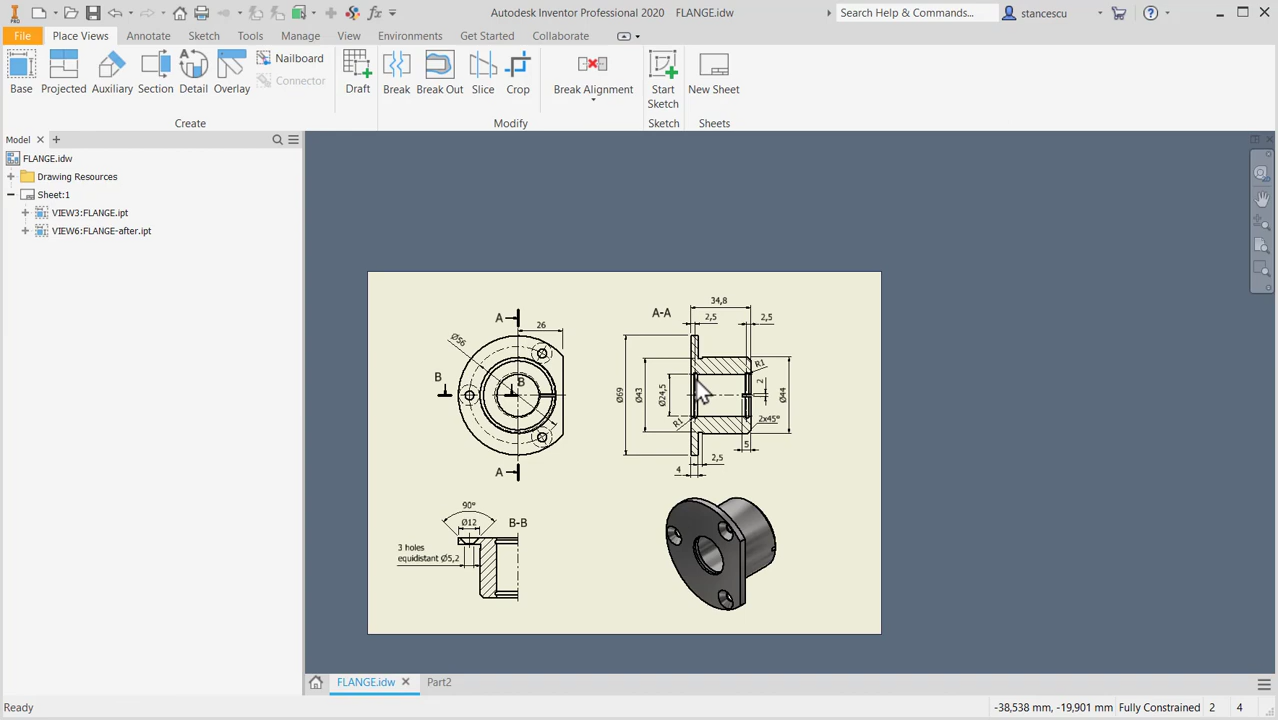 PRO
Autodesk Inventor Professional 2020 FLANGE.idw
Search Help & Commands...
stancescu
File Place Views Annotate Sketch Tools Manage View Environments Get Started Collaborate
Base Projected Auxiliary Section Detail Overlay
Nailboard
Connector
Draft Break Break Out Slice Crop
Break Alignment
Start Sketch
New Sheet
Create Modify Sketch Sheets
Model
FLANGE.idw
Drawing Resources
Sheet:1
VIEW3:FLANGE.ipt
VIEW6:FLANGE-after.ipt
A
26
Ø56
B
B
A
A-A
34,8
2,5
2,5
R1
2
Ø69
Ø43
Ø24,5
Ø44
R1
2x45°
5
2,5
4
90°
Ø12
B-B
3 holes
equidistant Ø5,2
FLANGE.idw Part2
Ready
-38,538 mm, -19,901 mm Fully Constrained 2 4